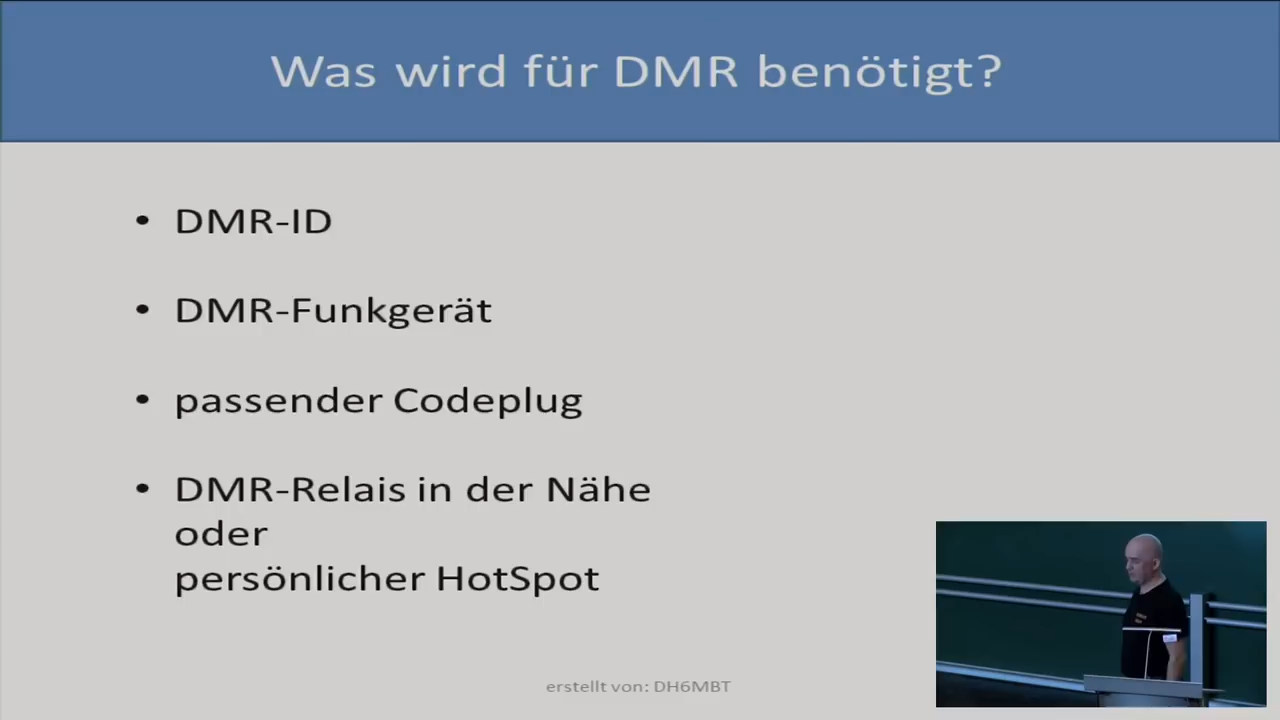 Was wird für DMR benötigt?
• DMR-ID
• DMR-Funkgerät
• passender Codeplug
• DMR-Relais in der Nähe
oder
persönlicher HotSpot
erstellt von: DH6MBT